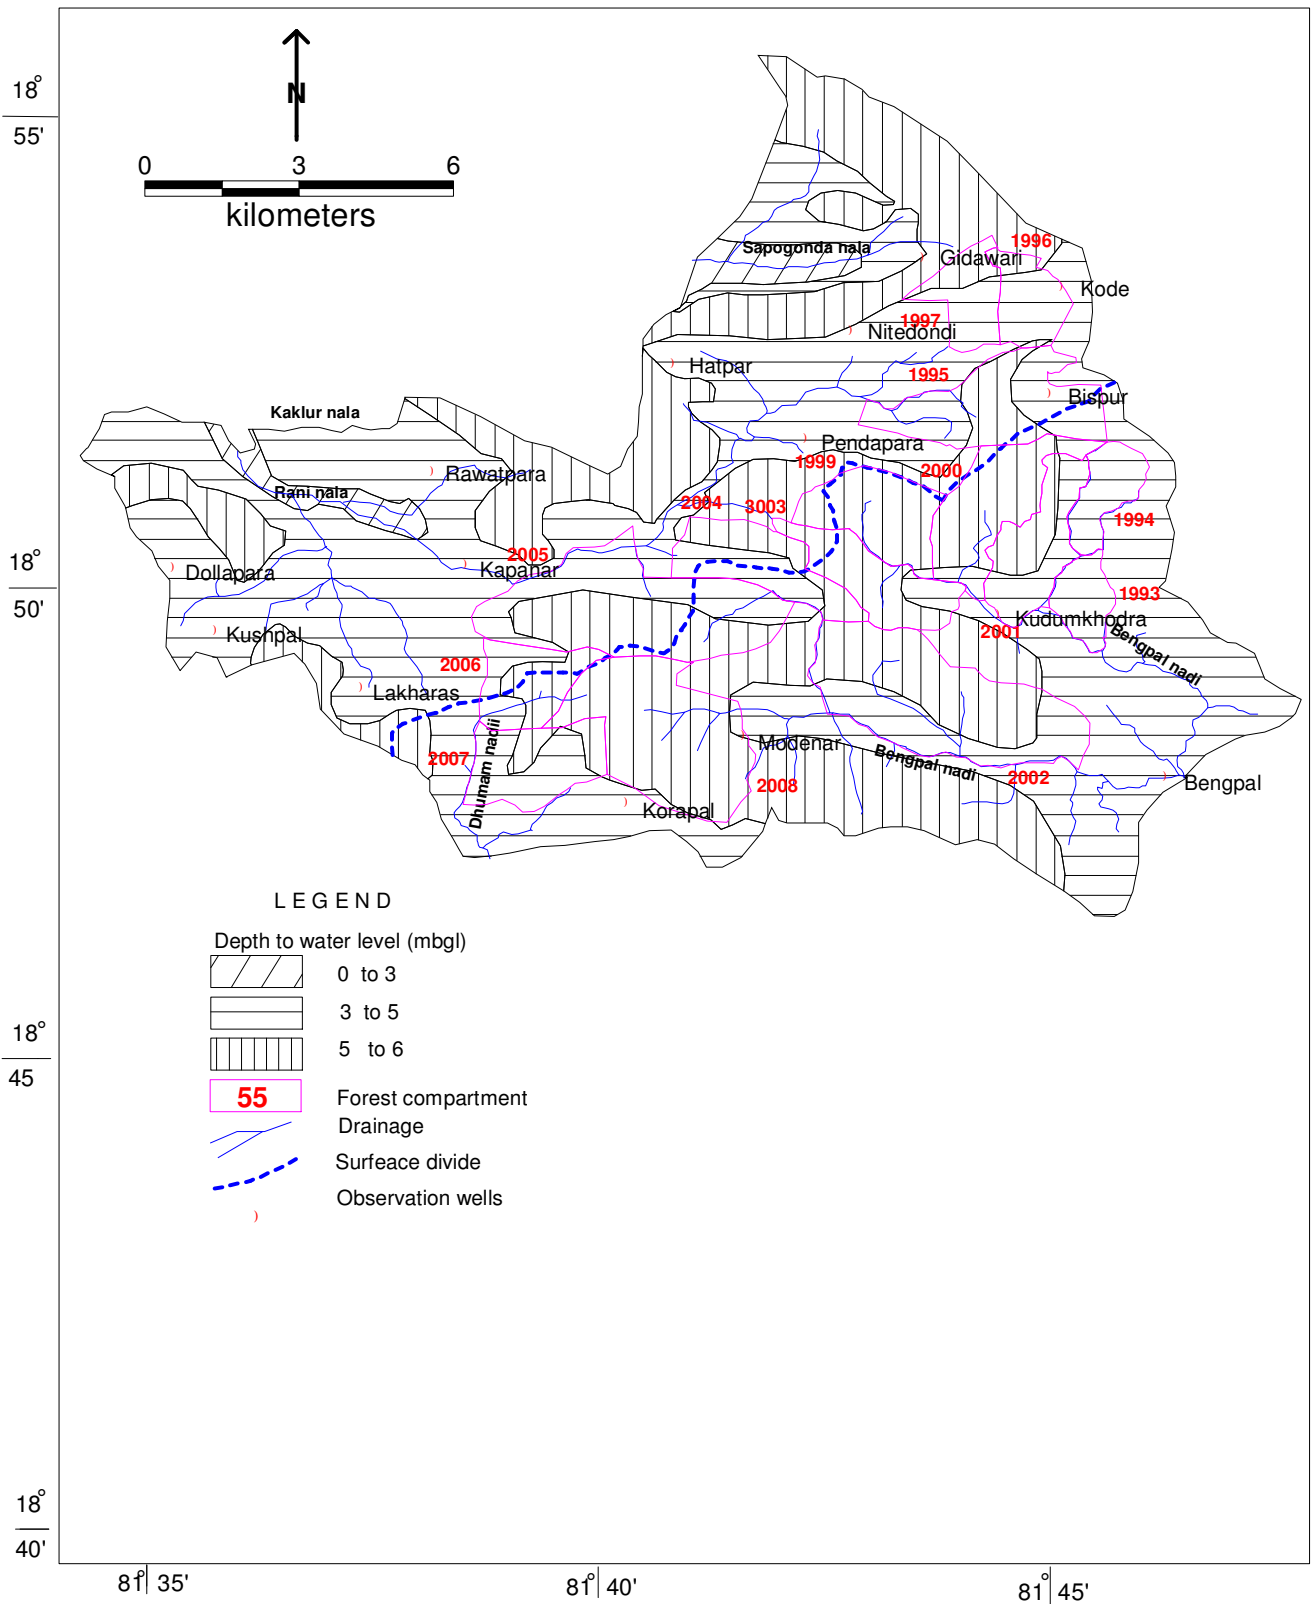 18°
55'
N
0 3 6
kilometers
Sapogonda nala
Gidawari
1996
Kode
1997
Nitedondi
Hatpar
1995
Bispur
Kaklur nala
Pendapara
Rawatpara
1999
2000
Rani nala
2004
3003
1994
18°
50'
2005
Kapanar
Dollapara
1993
Kudumkhodra
2001
Kushpal
Bengpal nadi
2006
Lakharas
Dhumam nadii
Modenar
Bengpal nadi
2007
2008
2002
Bengpal
Korapal
LEGEND
Depth to water level (mbgl)
0 to 3
3 to 5
5 to 6
55 Forest compartment
Drainage
Surfeace divide
Observation wells
18°
45
18°
40'
81° 35'
81° 40'
81° 45'